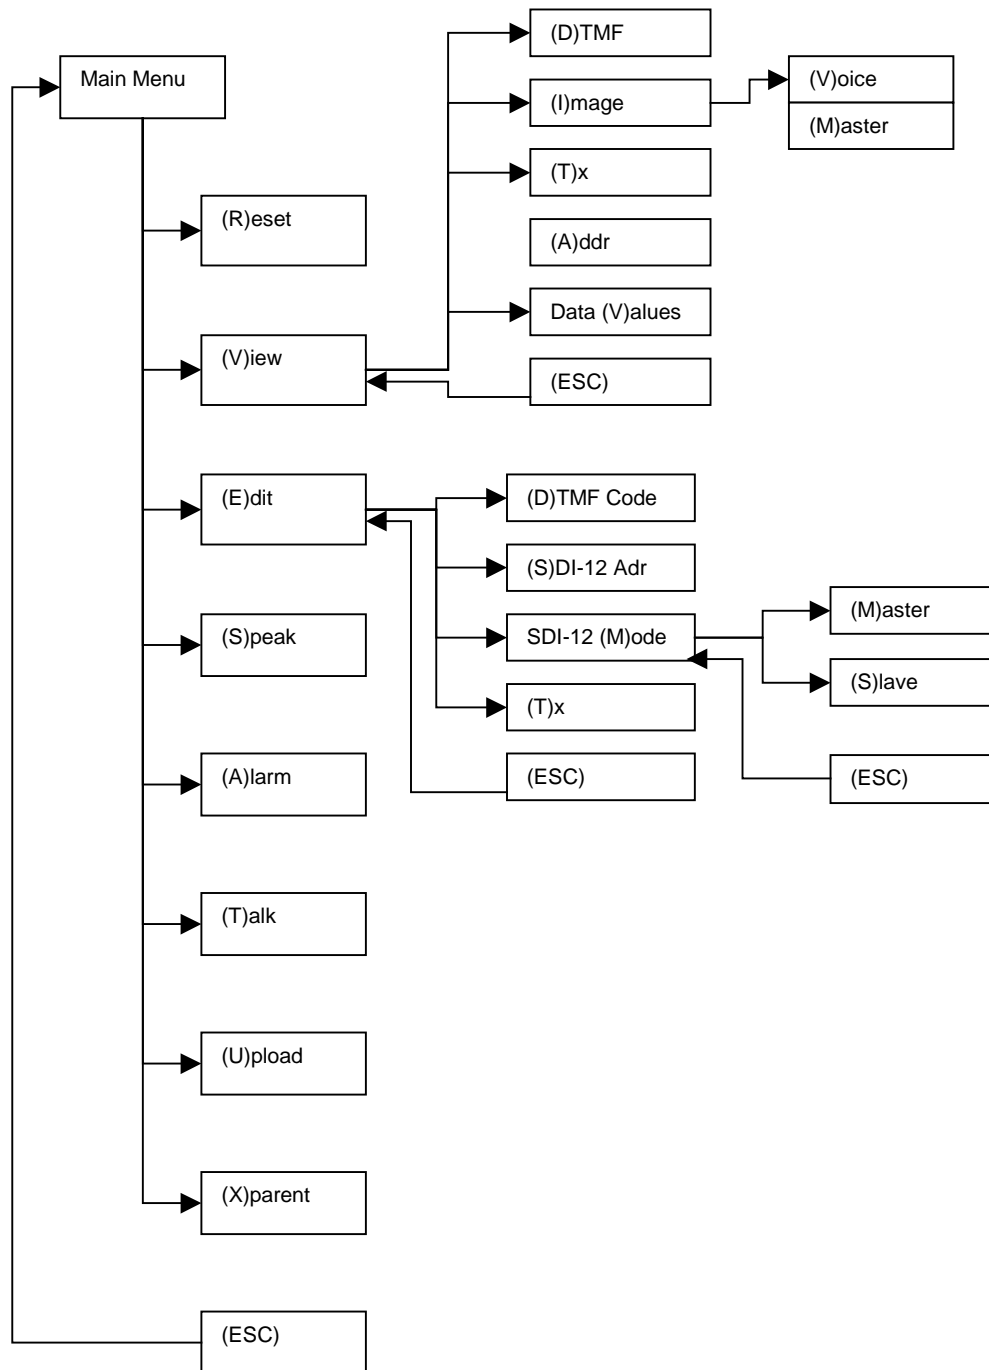 Main Menu
(R)eset
(V)iew
(D)TMF
(I)mage
(V)oice
(M)aster
(T)x
(A)ddr
Data (V)alues
(ESC)
(E)dit
(D)TMF Code
(S)DI-12 Adr
SDI-12 (M)ode
(M)aster
(S)lave
(ESC)
(T)x
(ESC)
(S)peak
(A)larm
(T)alk
(U)pload
(X)parent
(ESC)